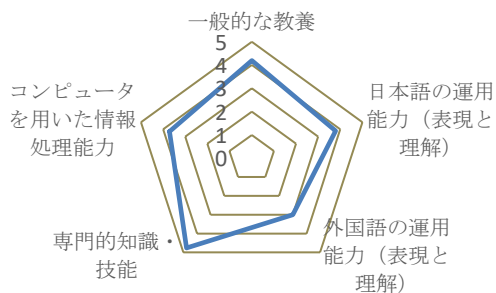 一般的な教養
5
4
3
2
1
0
日本語の運用
能力（表現と
理解）
外国語の運用
能力（表現と
理解）
専門的知識・
技能
コンピュータ
を用いた情報
処理能力